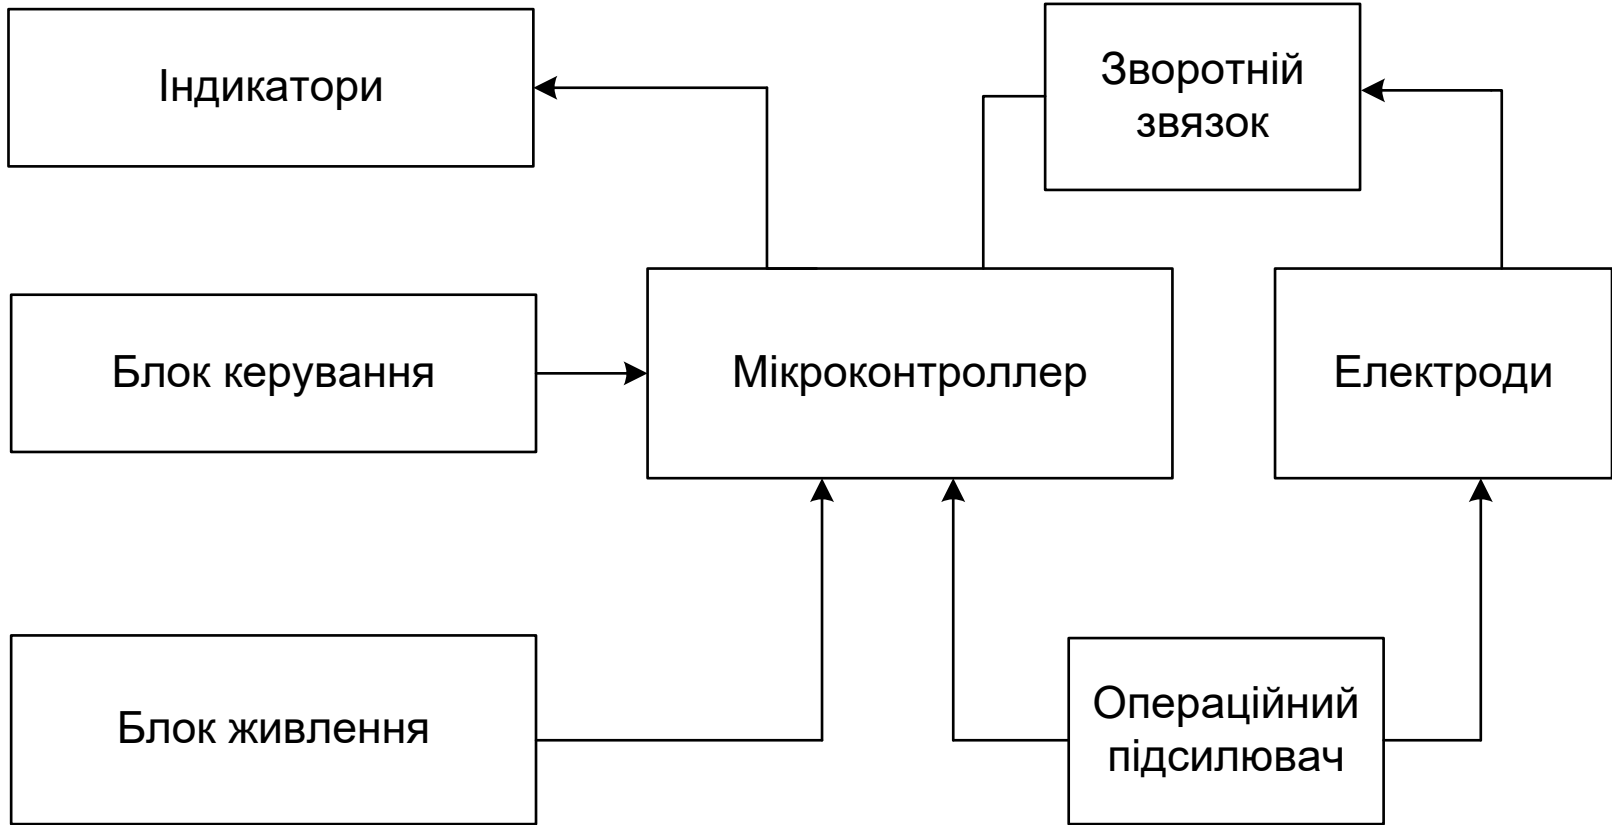 Індикатори
Зворотній
звязок
Блок керування
Мікроконтроллер
Електроди
Блок живлення
Операційний
підсилювач